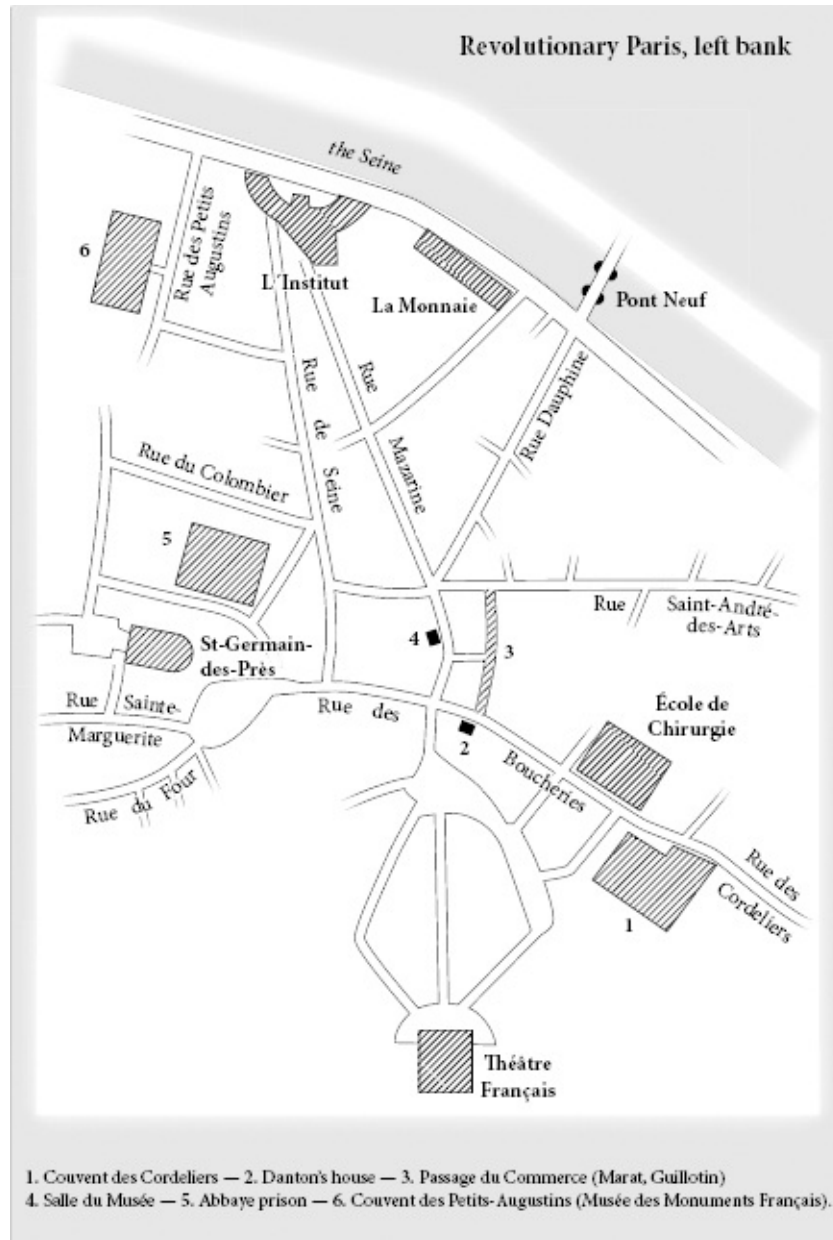 Revolutionary Paris, left bank
the Seine
6
Rue des Petits
Augustins
L'Institut
La Monnaie
Pont Neuf
Rue
de
Seine
Rue
Mazarine
Rue Dauphine
Rue du Colombier
5
St-Germain-
des-Près
4
3
Rue
Saint-André-
des-Arts
Rue
Sainte-
Marguerite
Rue du Four
Rue des
Boucheries
2
École de
Chirurgie
Rue des
Cordeliers
1
Théâtre
Français
1. Couvent des Cordeliers — 2. Danton's house — 3. Passage du Commerce (Marat, Guillotin)
4. Salle du Musée — 5. Abbaye prison — 6. Couvent des Petits-Augustins (Musée des Monuments Français).